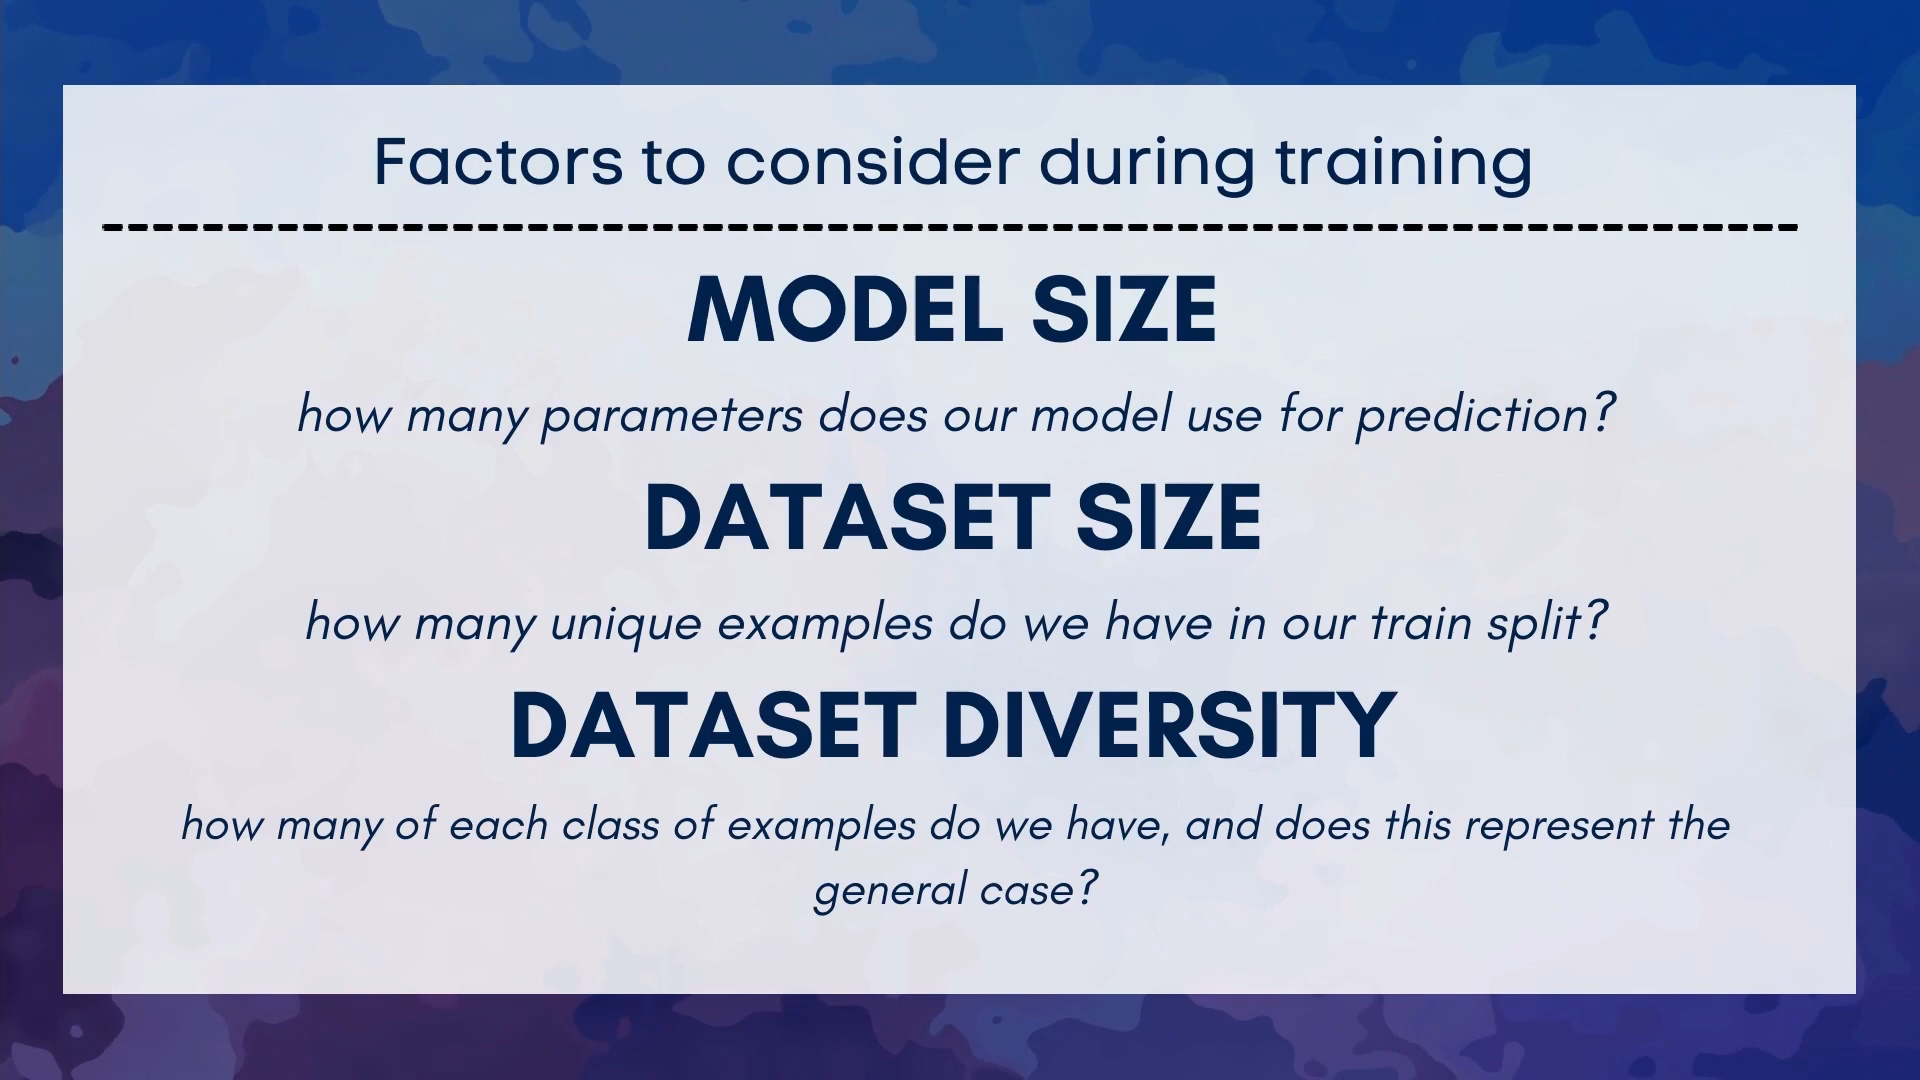 Factors to consider during training
MODEL SIZE
how many parameters does our model use for prediction?
DATASET SIZE
how many unique examples do we have in our train split?
DATASET DIVERSITY
how many of each class of examples do we have, and does this represent the
general case?